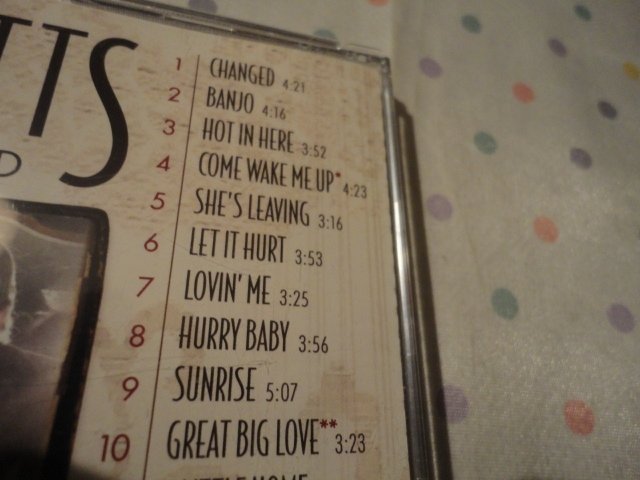 TTS
D
1 CHANGED 4:21
2 BANJO 4:16
3 HOT IN HERE 3:52
4 COME WAKE ME UP* 4:23
5 SHE'S LEAVING 3:16
6 LET IT HURT 3:53
7 LOVIN' ME 3:25
8 HURRY BABY 3:56
9 SUNRISE 5:07
10 GREAT BIG LOVE** 3:23